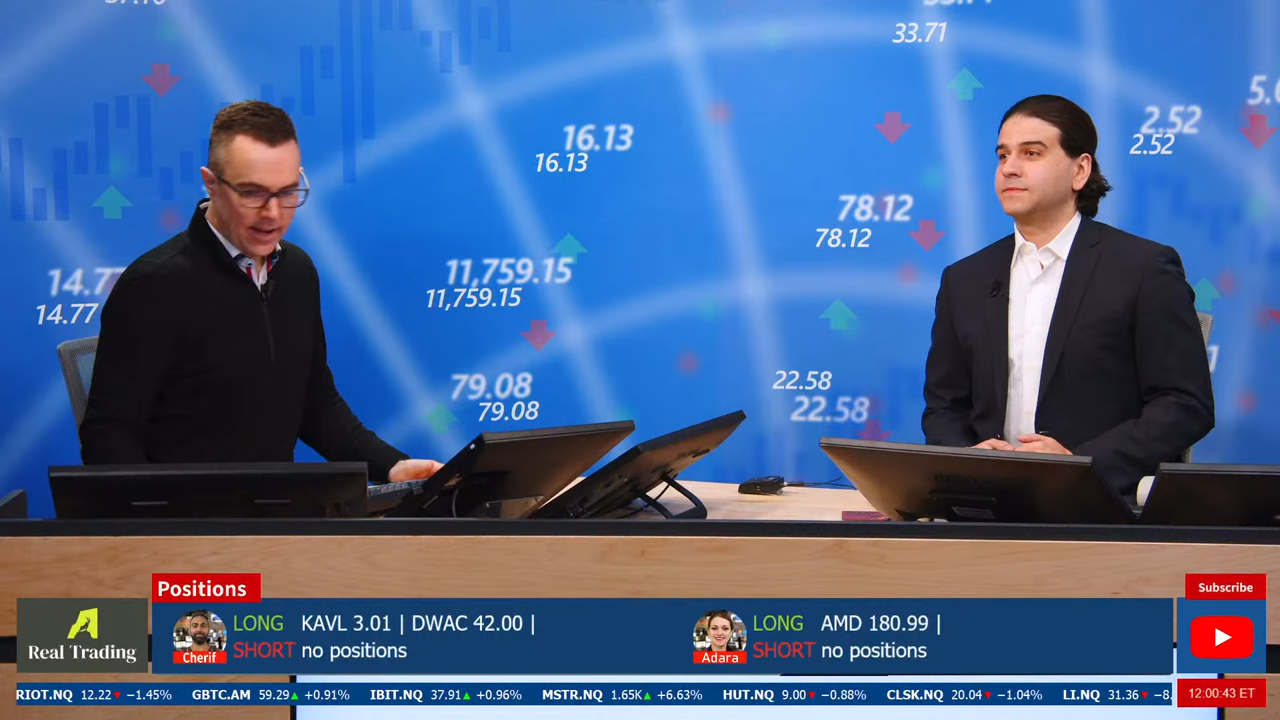 33.71
16.13
16.13
2.52
2.52
78.12
78.12
14.77
14.77
11,759.15
11,759.15
79.08
79.08
22.58
22.58
Positions
Subscribe
Real Trading
Cherif
LONG KAVL 3.01 | DWAC 42.00 |
SHORT no positions
Adara
LONG AMD 180.99 |
SHORT no positions
RIOT.NQ 12.22▼ −1.45% GBTC.AM 59.29▲ +0.91% IBIT.NQ 37.91▲ +0.96% MSTR.NQ 1.65K▲ +6.63% HUT.NQ 9.00▼ −0.88% CLSK.NQ 20.04▼ −1.04% LI.NQ 31.36▼ −8.
12:00:43 ET